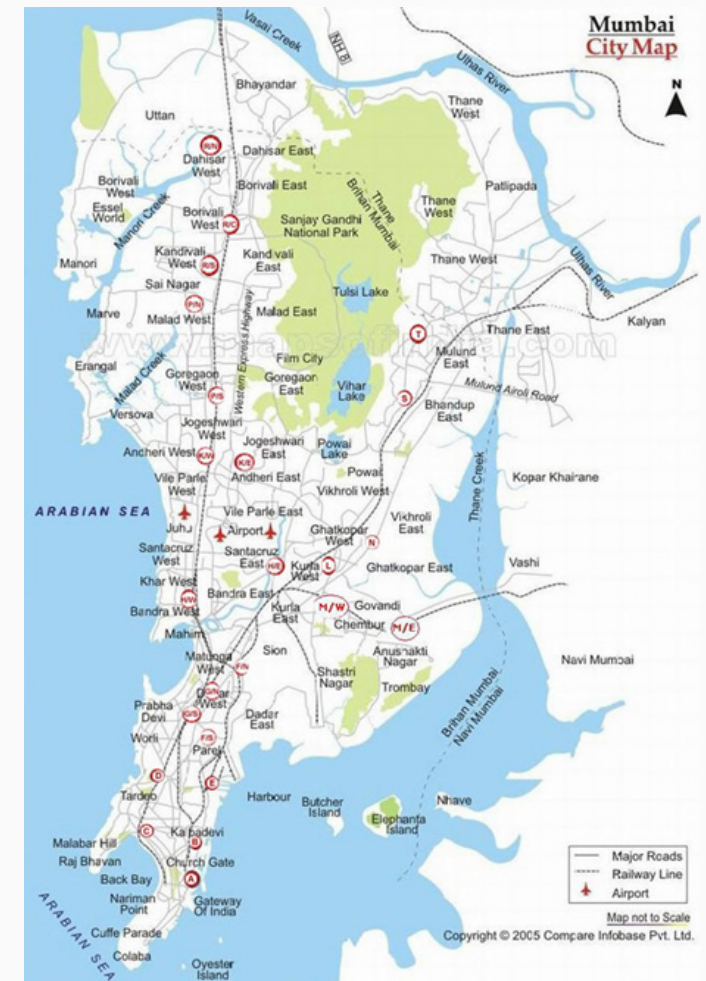 Mumbai
City Map
N
Vasai Creek
NH 8
Ulhas River
Bhayandar
Thane
West
Uttan
R/N
Dahisar
West
Dahisar East
Borivali
West
Borivali East
Thane
Brihan Mumbai
Thane
West
Patlipada
Essel
World
Manori Creek
Borivali
West
R/C
Sanjay Gandhi
National Park
Kandivali
West
R/S
Kandivali
East
Thane West
Ulhas River
Manori
Sai Nagar
Tulsi Lake
P/N
Marve
Malad West
Western Express Highway
Malad East
T
Thane East
Kalyan
Erangal
Malad Creek
Film City
Mulund
East
Goregaon
West
P/S
Goregaon
East
Vihar
Lake
S
Mulund Airoli Road
Bhandup
East
Versova
Jogeshwari
West
Jogeshwari
East
Powai
Lake
Andheri West
K/W
K/E
Andheri East
Powai
Vile Parle
West
Vikhroli West
Kopar Khairane
Thane Creek
ARABIAN SEA
Juhu
Vile Parle East
Airport
Vikhroli
East
Ghatkopar
West
N
Santacruz
West
Santacruz
East
H/E
Kurla
West
L
Ghatkopar East
Vashi
Khar West
H/W
Bandra East
Bandra West
Kurla
East
M/W
Govandi
Chembur
M/E
Mahim
Sion
Anushakti
Nagar
Matunga
West
F/N
Shastri
Nagar
Trombay
Navi Mumbai
Brihan Mumbai
Navi Mumbai
G/N
Dadar
West
Prabha
Devi
G/S
Dadar
East
Worli
F/S
Parel
D
E
Tardeo
Harbour
Butcher
Island
Elephanta
Island
Nhave
C
Kalbadevi
Malabar Hill
B
Raj Bhavan
Church Gate
Back Bay
A
Nariman
Point
Gateway
Of India
ARABIAN SEA
Cuffe Parade
Colaba
Oyester
Island
Major Roads
Railway Line
Airport
Map not to Scale
Copyright © 2005 Compare Infobase Pvt. Ltd.